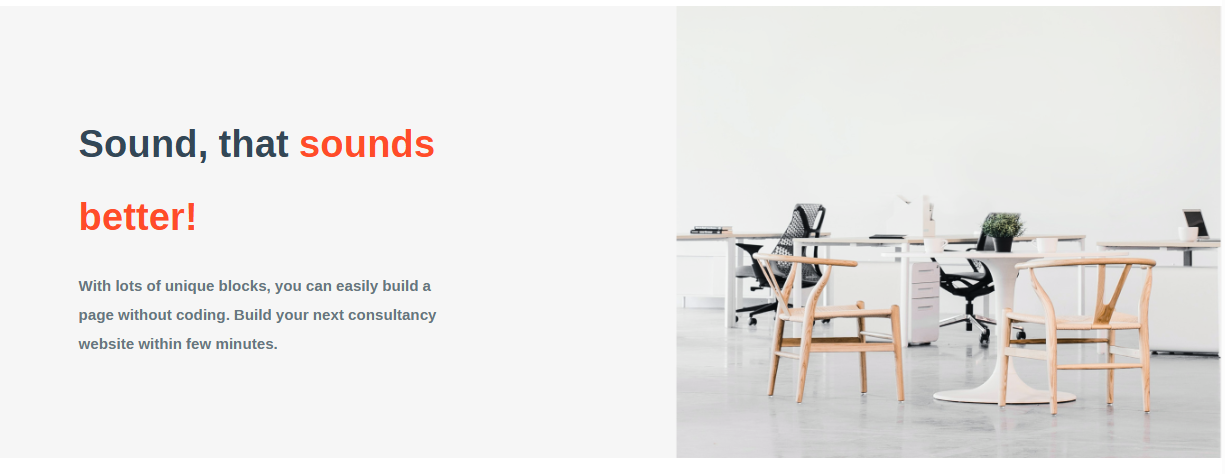 Sound, that sounds
better!
With lots of unique blocks, you can easily build a
page without coding. Build your next consultancy
website within few minutes.